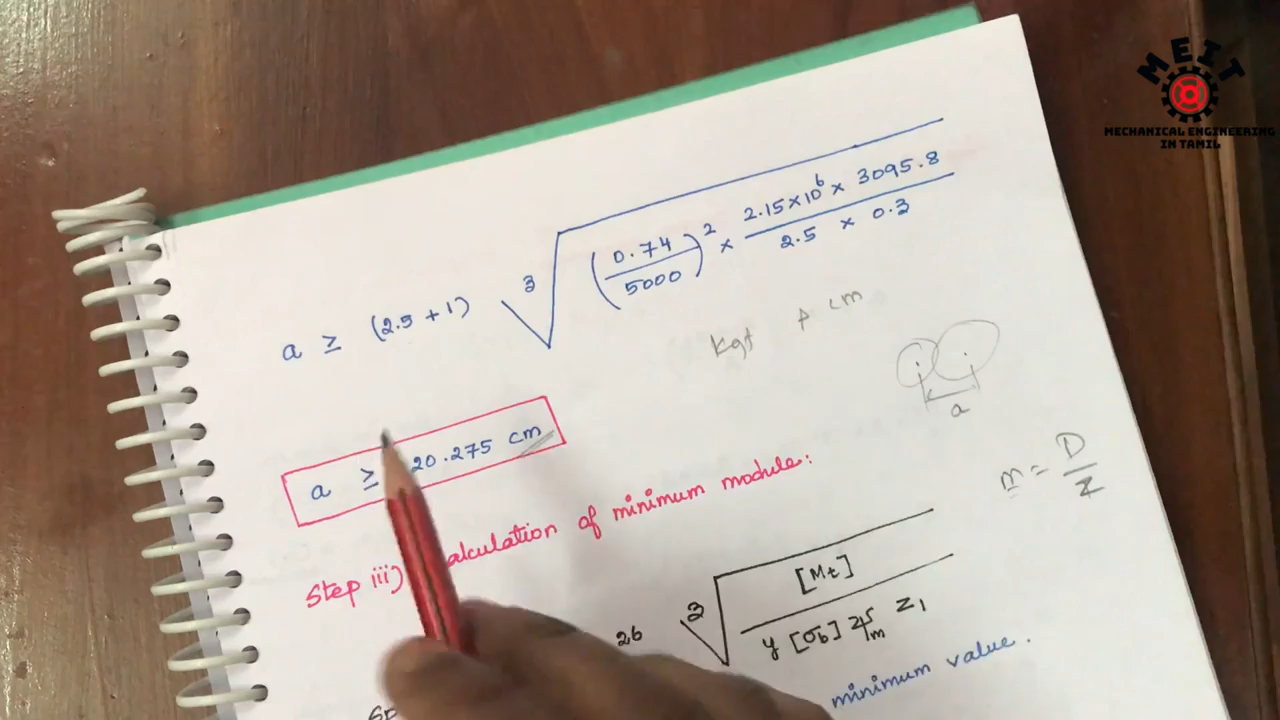 MEIT
MECHANICAL ENGINEERING
IN TAMIL
a ≥ (2.5 + 1) ∛((0.74/5000)² × (2.15×10⁶ × 3095.8)/(2.5 × 0.3))
kgf cm
a
a ≥ 20.275 cm
m = D/Z
Step iii) calculation of minimum module:
26 ∛([Mt]/(y [σb] ψm Z1))
minimum value.